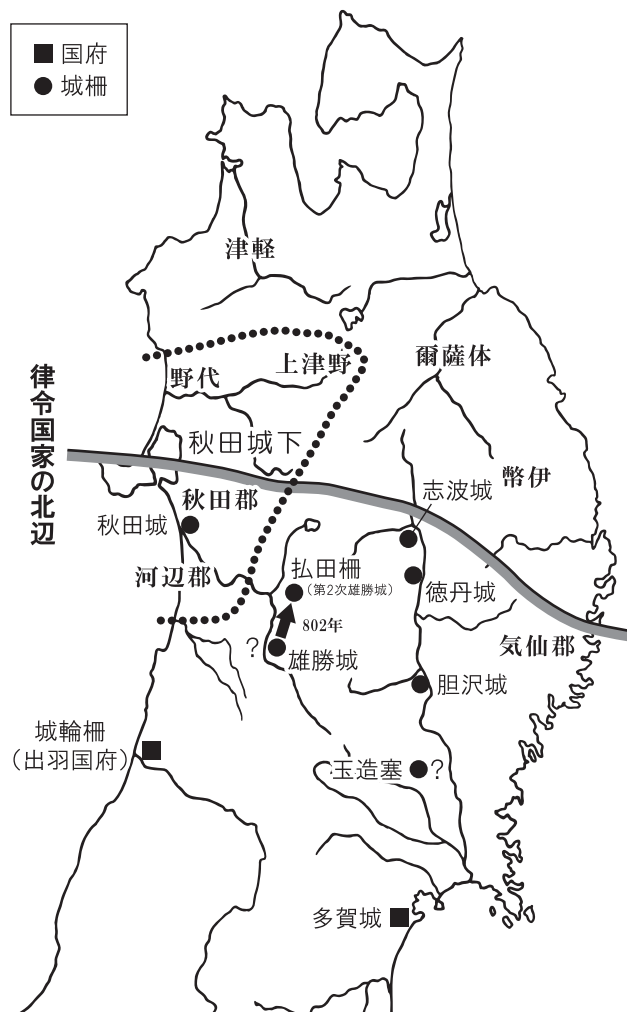 国府
城柵
津軽
上津野
爾薩体
野代
律令国家の北辺
秋田城下
幣伊
志波城
秋田郡
秋田城
払田柵
(第2次雄勝城)
河辺郡
徳丹城
802年
気仙郡
?
雄勝城
胆沢城
城輪柵
(出羽国府)
玉造塞
?
多賀城